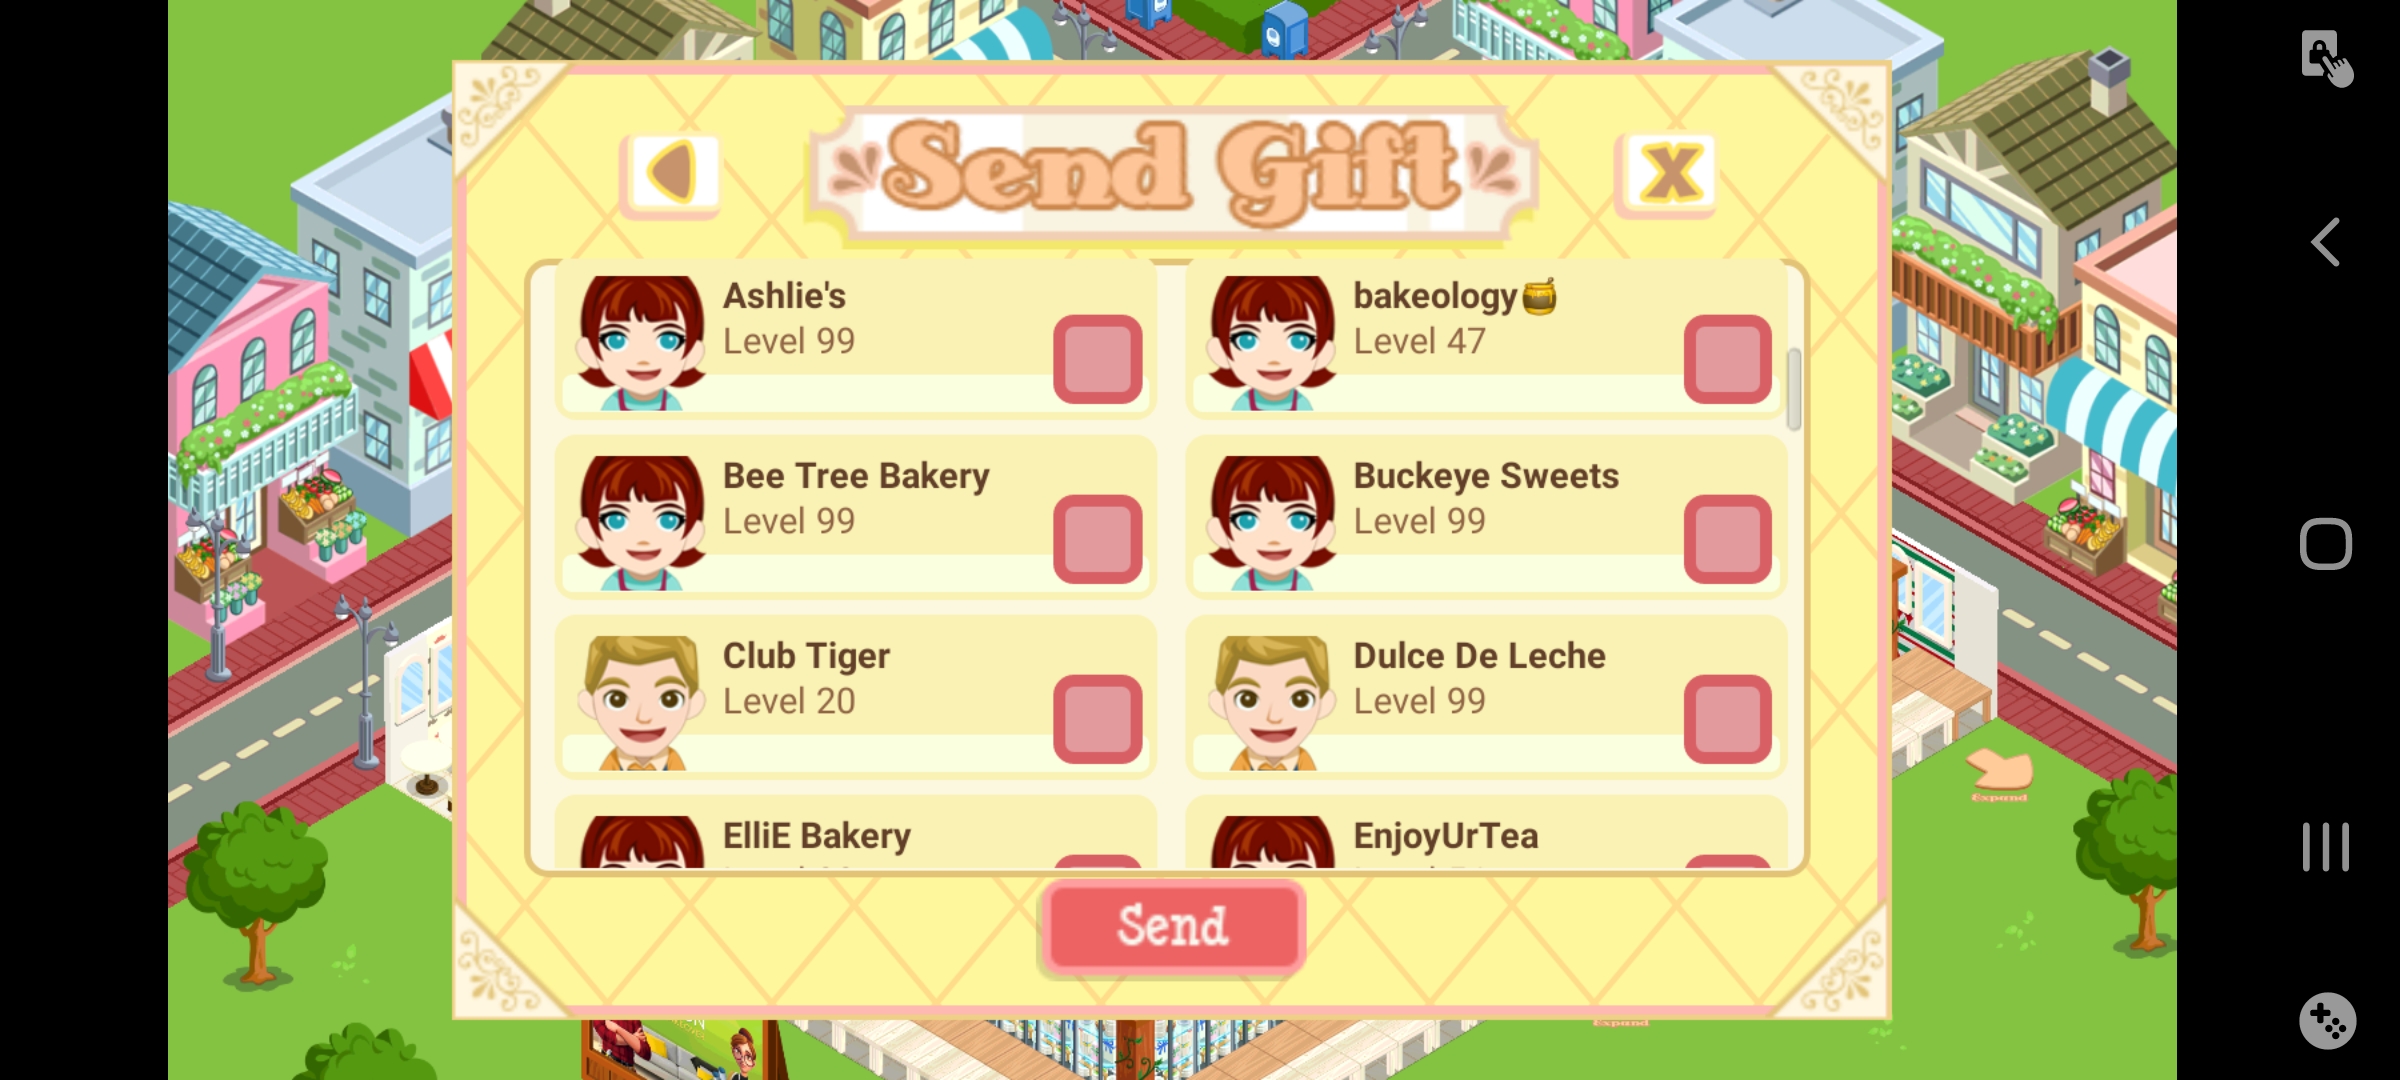 Send Gift
Ashlie's
Level 99
bakeology🍯
Level 47
Bee Tree Bakery
Level 99
Buckeye Sweets
Level 99
Club Tiger
Level 20
Dulce De Leche
Level 99
ElliE Bakery
EnjoyUrTea
Send
Expand
Expand